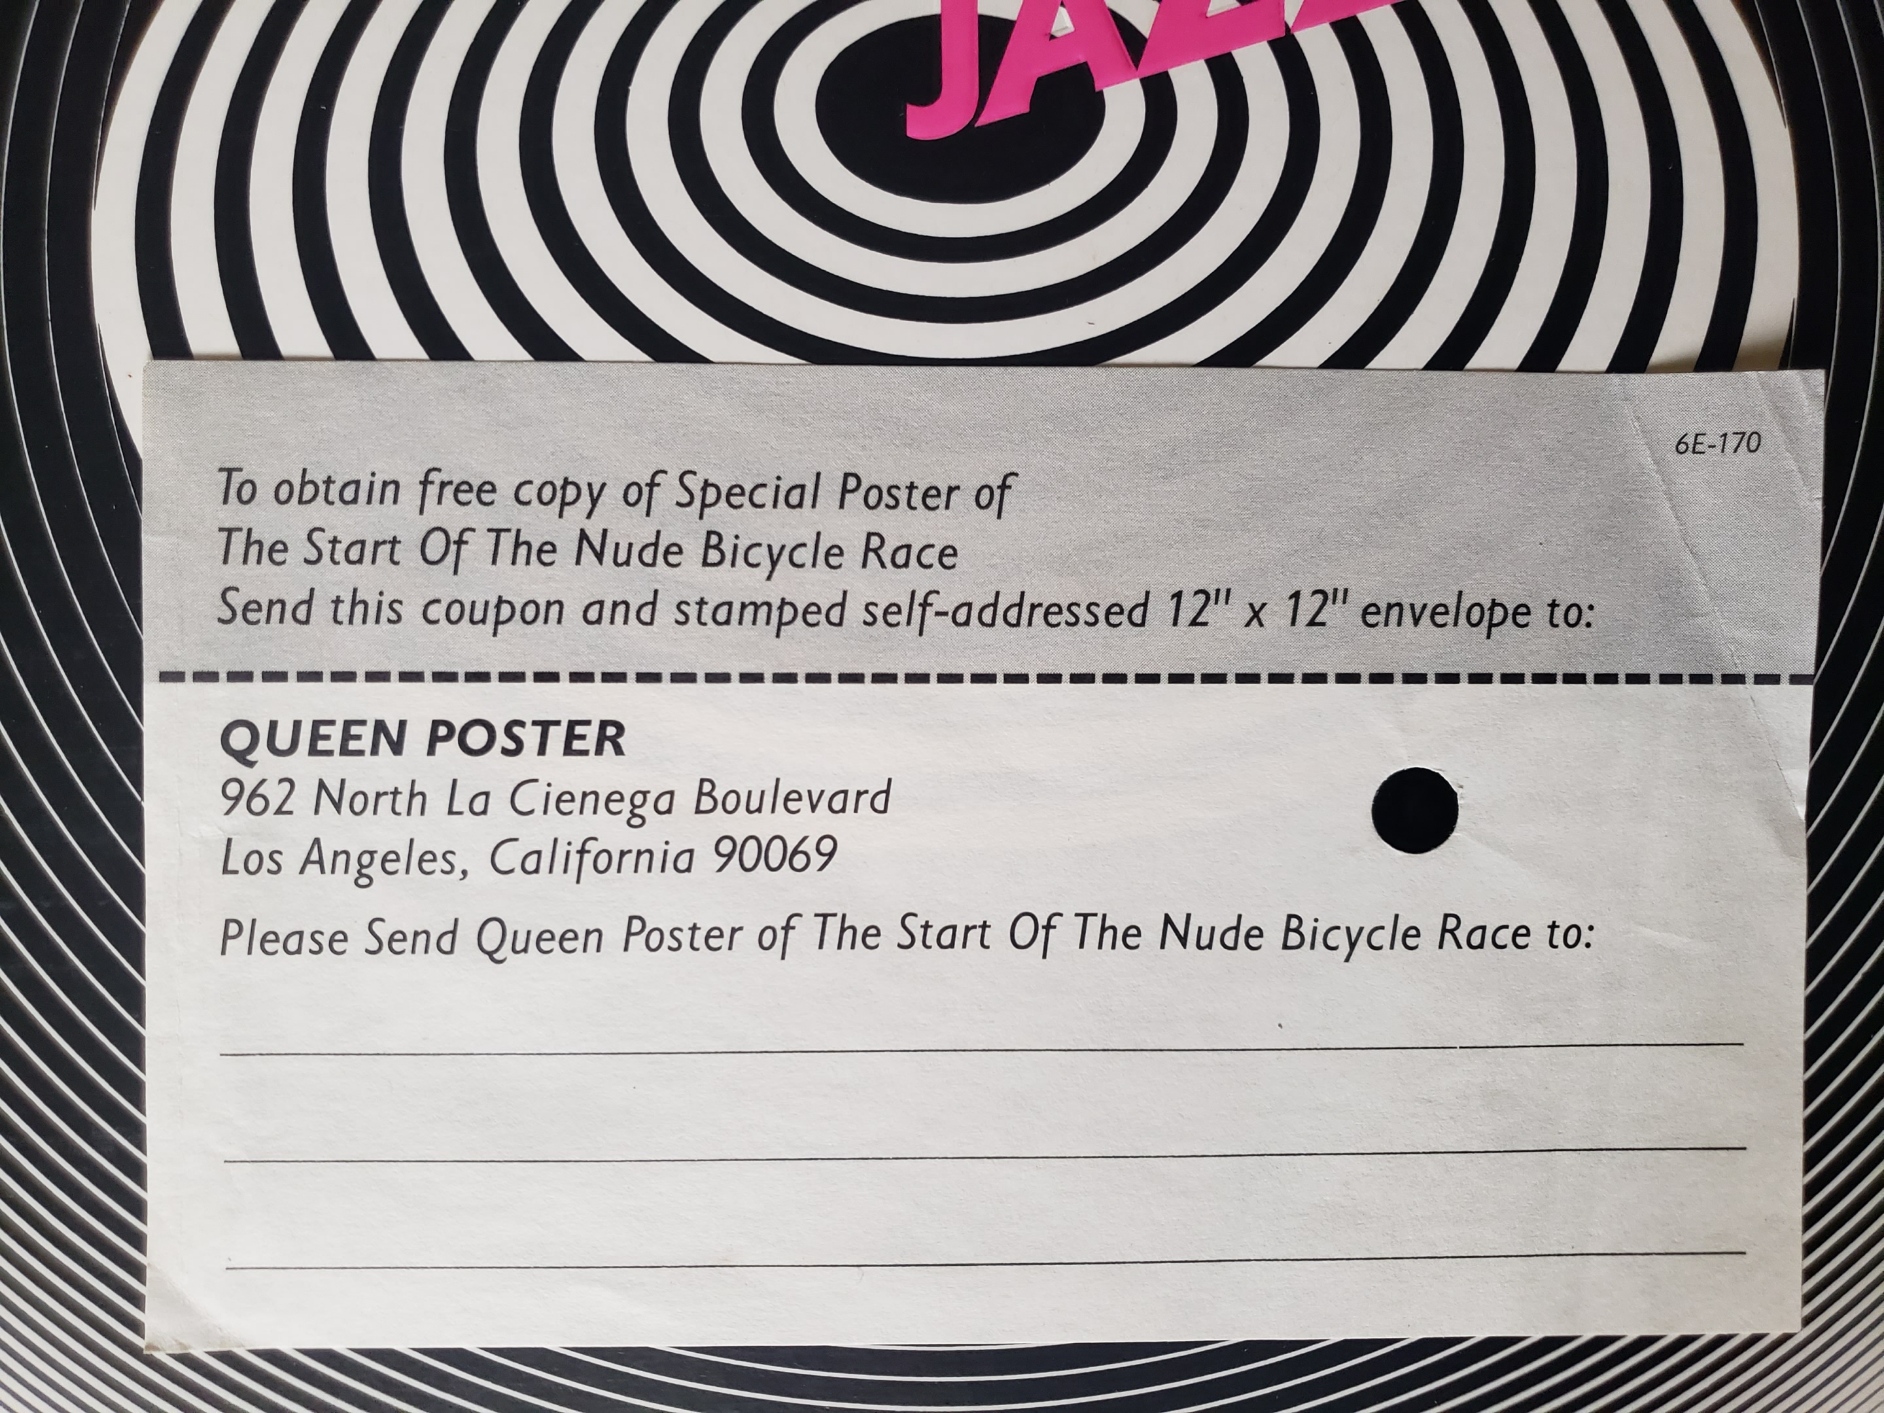 JAZZ
6E-170
To obtain free copy of Special Poster of
The Start Of The Nude Bicycle Race
Send this coupon and stamped self-addressed 12" x 12" envelope to:
QUEEN POSTER
962 North La Cienega Boulevard
Los Angeles, California 90069
Please Send Queen Poster of The Start Of The Nude Bicycle Race to: